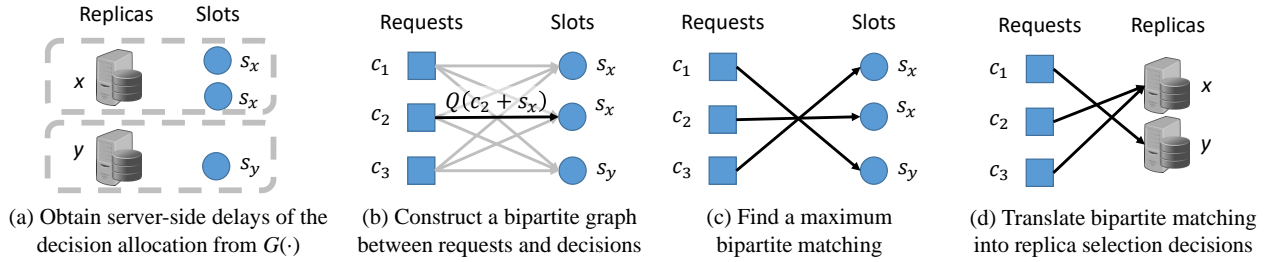 Replicas Slots
x
s_x
s_x
y
s_y
(a) Obtain server-side delays of the
decision allocation from G(·)
Requests Slots
c_1 s_x
Q(c_2 + s_x)
c_2 s_x
c_3 s_y
(b) Construct a bipartite graph
between requests and decisions
Requests Slots
c_1 s_x
c_2 s_x
c_3 s_y
(c) Find a maximum
bipartite matching
Requests Replicas
c_1 x
c_2 y
c_3
(d) Translate bipartite matching
into replica selection decisions